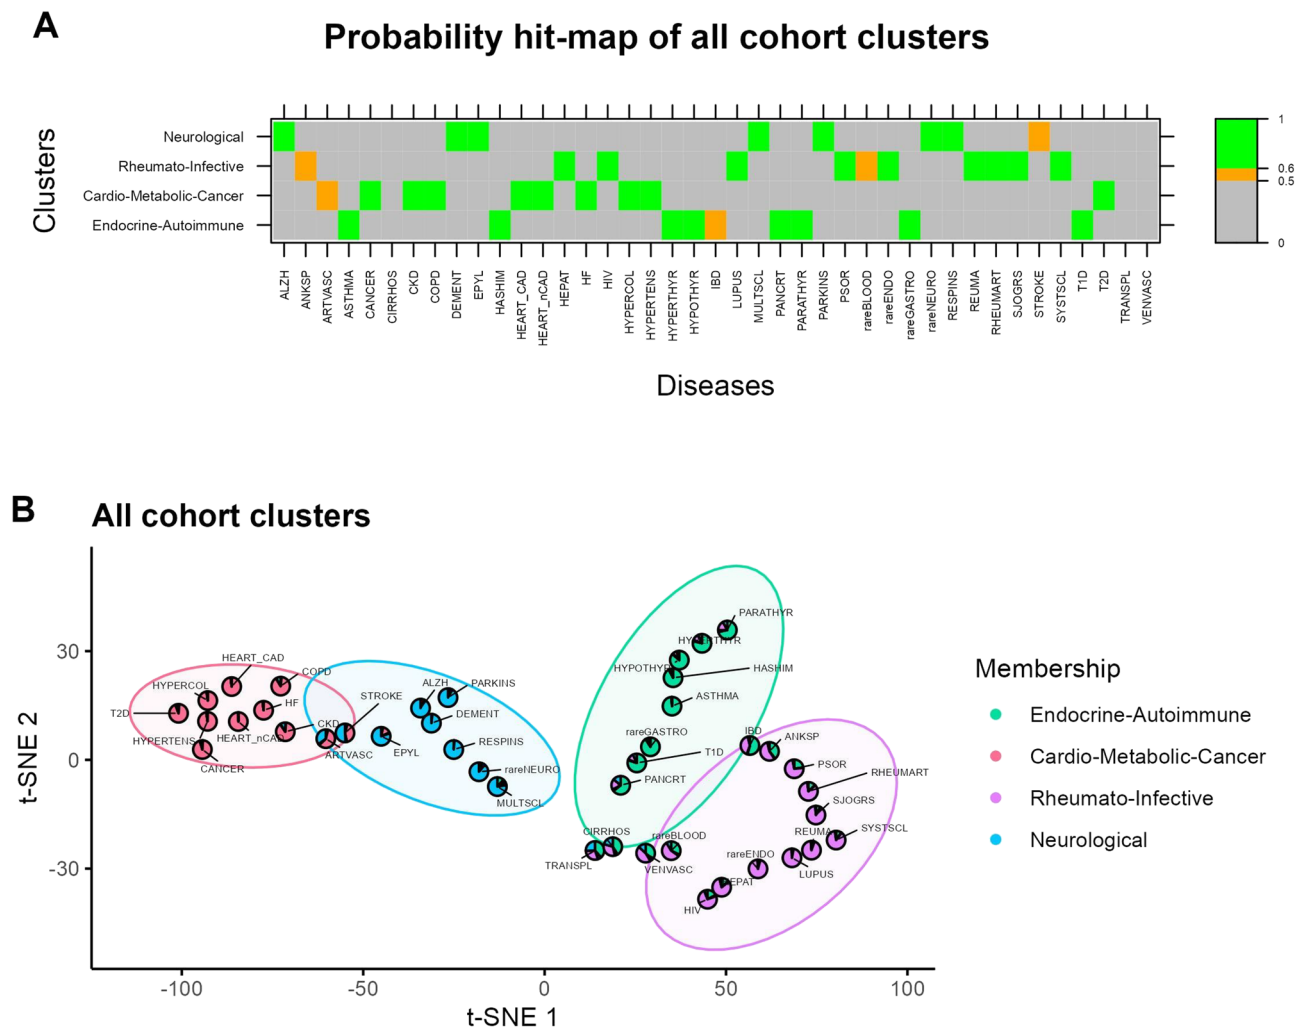 A
Probability hit-map of all cohort clusters
Clusters
Neurological
Rheumato-Infective
Cardio-Metabolic-Cancer
Endocrine-Autoimmune
1
0.6
0.5
0
ALZH
ANKSP
ARTVASC
ASTHMA
CANCER
CIRRHOS
CKD
COPD
DEMENT
EPYL
HASHIM
HEART_CAD
HEART_nCAD
HEPAT
HF
HIV
HYPERCOL
HYPERTENS
HYPERTHYR
HYPOTHYR
IBD
LUPUS
MULTSCL
PANCRT
PARATHYR
PARKINS
PSOR
rareBLOOD
rareENDO
rareGASTRO
rareNEURO
RESPINS
REUMA
RHEUMART
SJOGRS
STROKE
SYSTSCL
T1D
T2D
TRANSPL
VENVASC
Diseases
B
All cohort clusters
t-SNE 2
30
0
-30
HEART_CAD
COPD
HYPERCOL
T2D
HF
HYPERTENS
HEART_nCAD
CKD
CANCER
ARTVASC
STROKE
ALZH
PARKINS
DEMENT
EPYL
RESPINS
rareNEURO
MULTSCL
PARATHYR
HYPERTHYR
HYPOTHYR
HASHIM
ASTHMA
rareGASTRO
T1D
PANCRT
IBD
ANKSP
PSOR
RHEUMART
SJOGRS
SYSTSCL
REUMA
LUPUS
CIRRHOS
rareBLOOD
TRANSPL
VENVASC
rareENDO
HEPAT
HIV
-100
-50
0
50
100
t-SNE 1
Membership
Endocrine-Autoimmune
Cardio-Metabolic-Cancer
Rheumato-Infective
Neurological